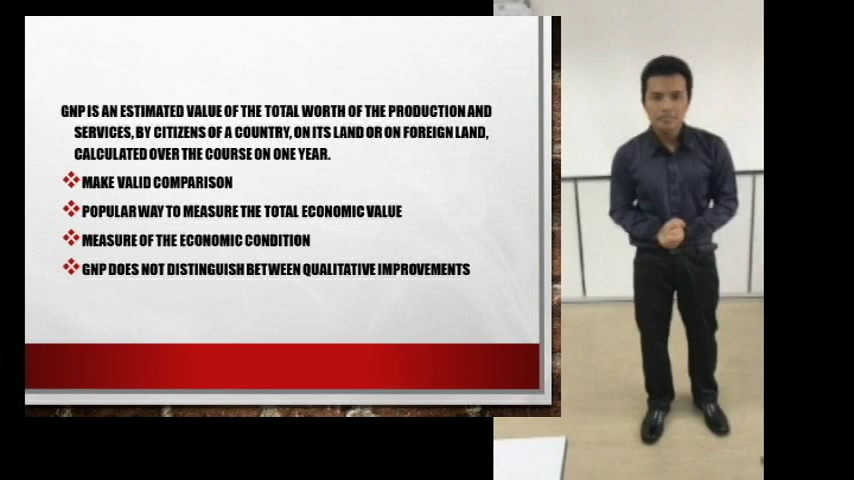 GNP IS AN ESTIMATED VALUE OF THE TOTAL WORTH OF THE PRODUCTION AND
SERVICES, BY CITIZENS OF A COUNTRY, ON ITS LAND OR ON FOREIGN LAND,
CALCULATED OVER THE COURSE ON ONE YEAR.
MAKE VALID COMPARISON
POPULAR WAY TO MEASURE THE TOTAL ECONOMIC VALUE
MEASURE OF THE ECONOMIC CONDITION
GNP DOES NOT DISTINGUISH BETWEEN QUALITATIVE IMPROVEMENTS